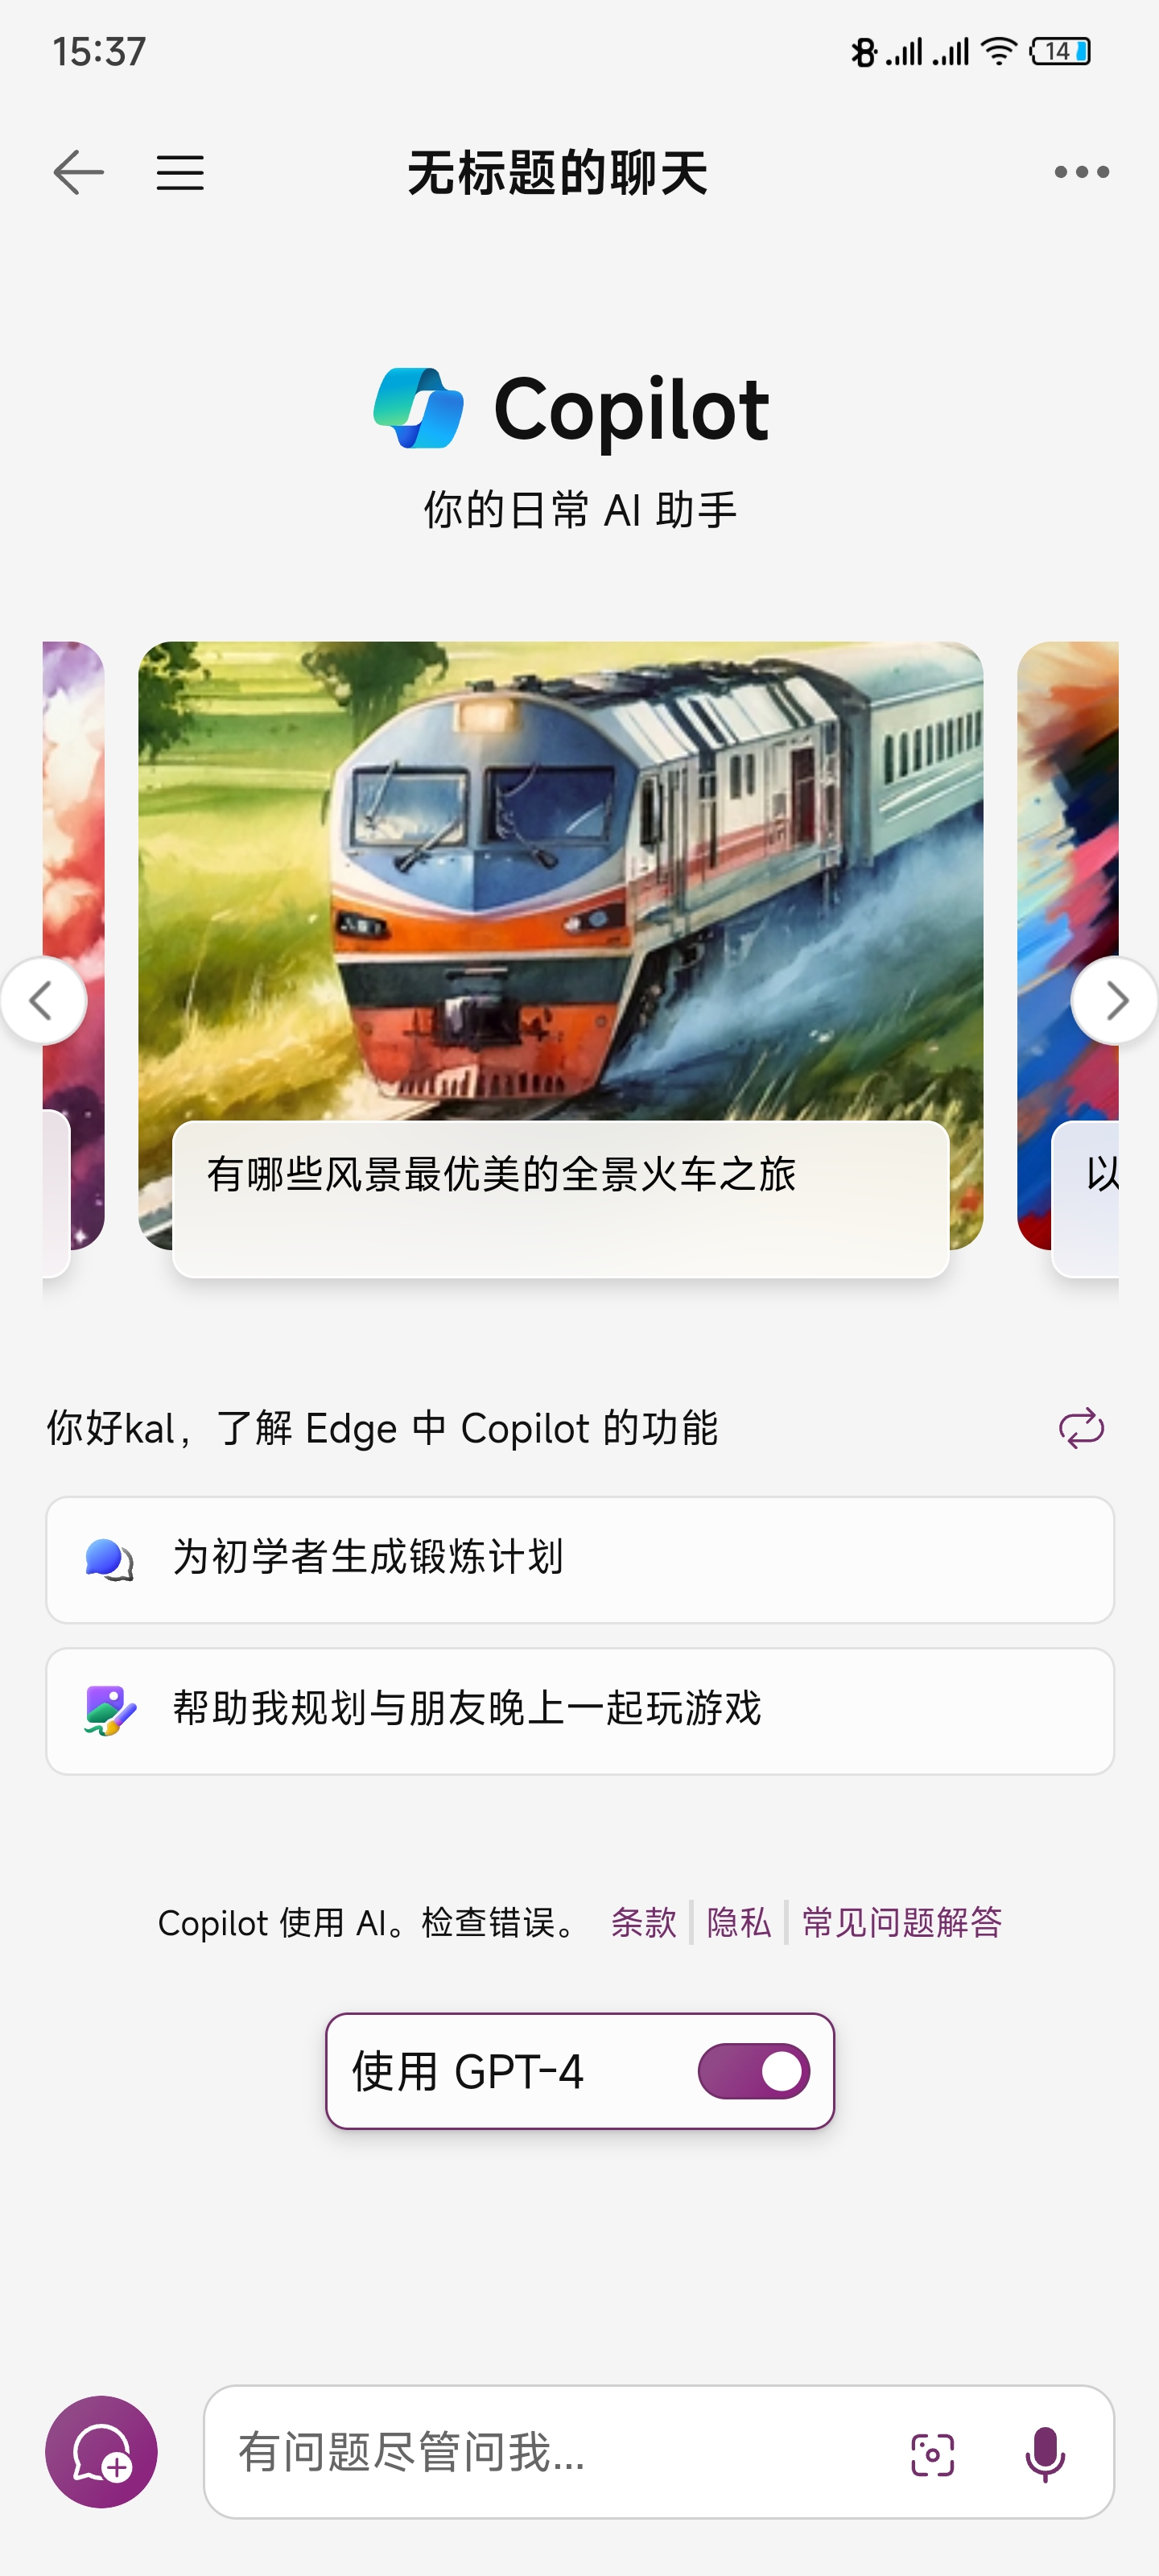 15:37
14
无标题的聊天
Copilot
你的日常 AI 助手
有哪些风景最优美的全景火车之旅
以
你好kal，了解 Edge 中 Copilot 的功能
为初学者生成锻炼计划
帮助我规划与朋友晚上一起玩游戏
Copilot 使用 AI。检查错误。 条款 隐私 常见问题解答
使用 GPT-4
有问题尽管问我...